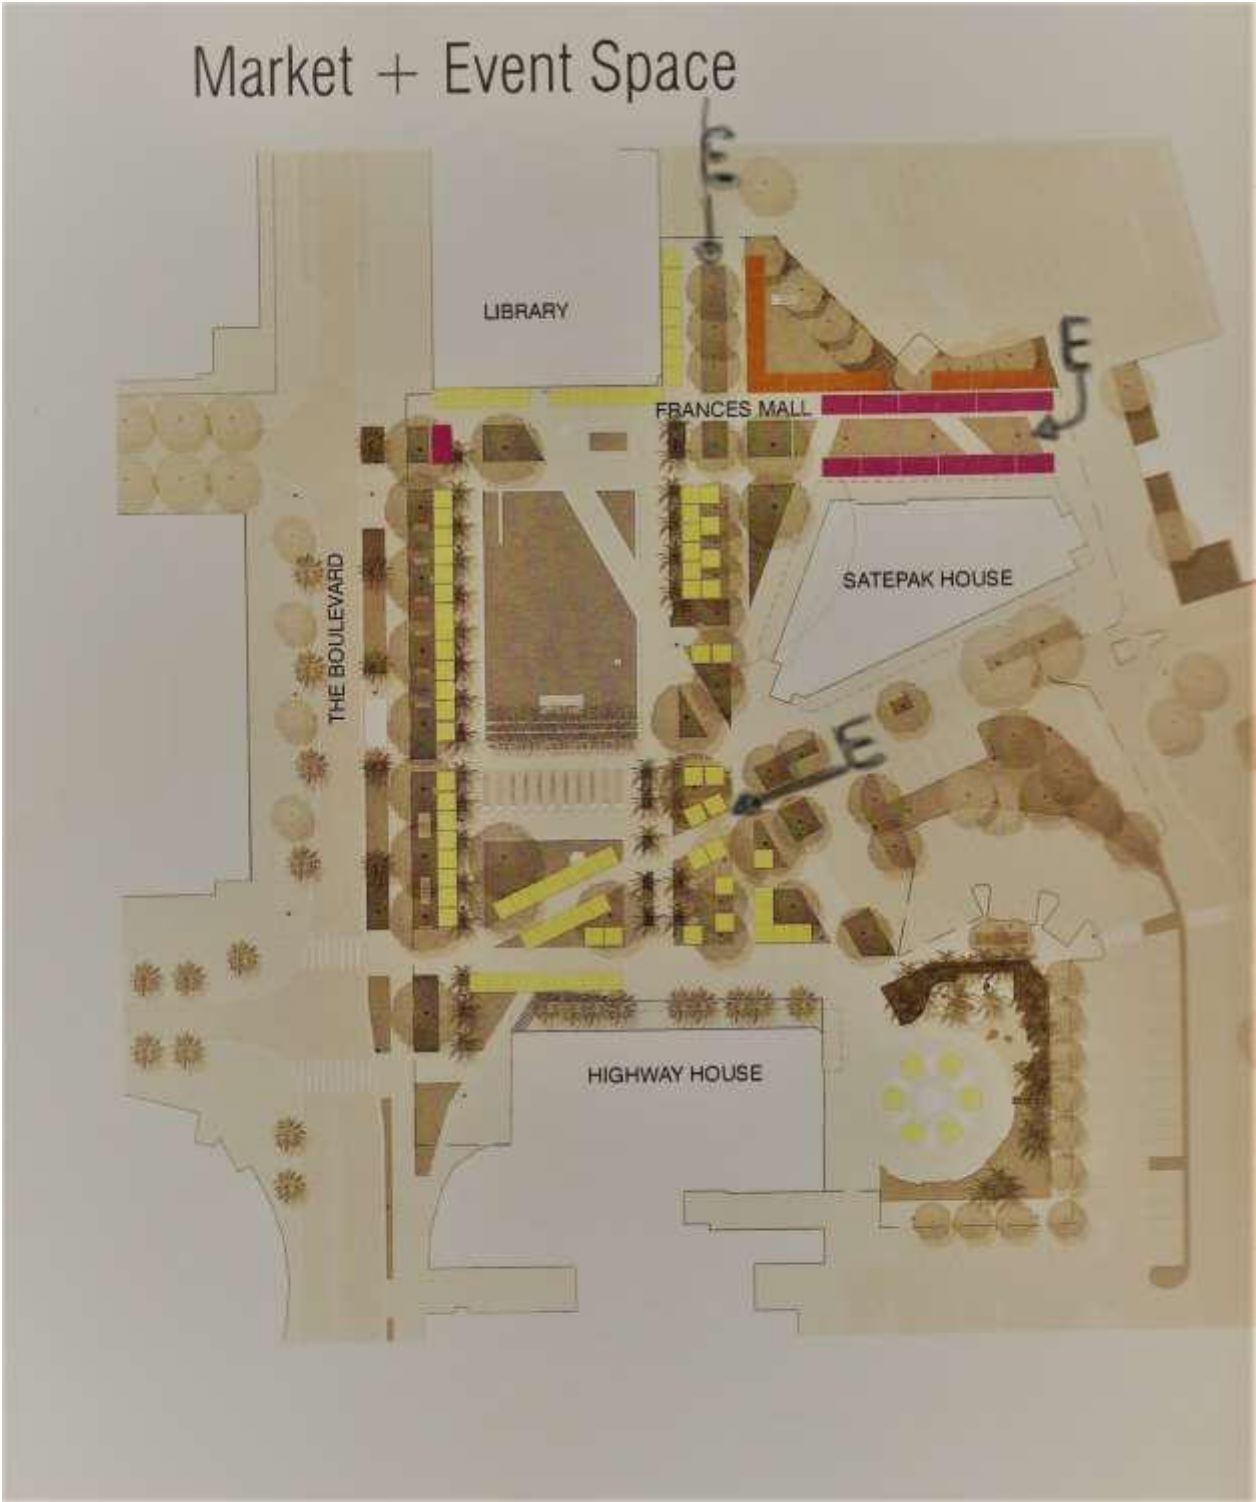 Market + Event Space
E
LIBRARY
E
FRANCES MALL
SATEPAK HOUSE
THE BOULEVARD
E
HIGHWAY HOUSE